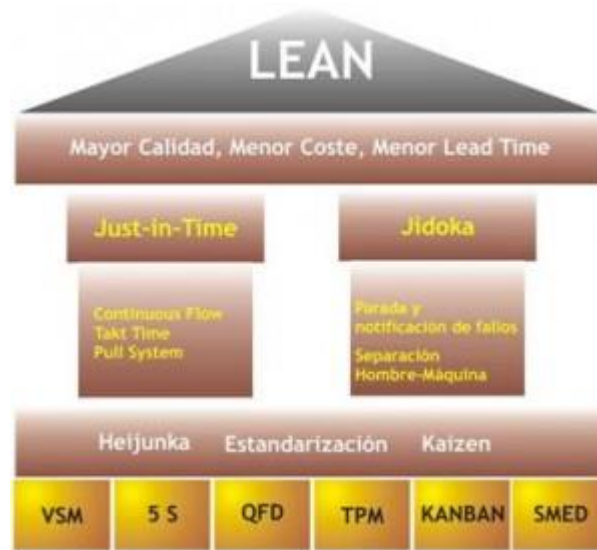 LEAN
Mayor Calidad, Menor Coste, Menor Lead Time
Just-in-Time
Jidoka
Continuous Flow
Takt Time
Pull System
Parada y
notificación de fallos
Separación
Hombre-Máquina
Heijunka Estandarización Kaizen
VSM 5 S QFD TPM KANBAN SMED